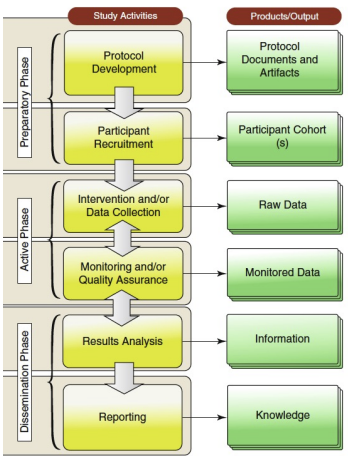 Study Activities
Products/Output
Preparatory Phase
Protocol
Development
Protocol
Documents and
Artifacts
Participant
Recruitment
Participant Cohort
(s)
Active Phase
Intervention and/or
Data Collection
Raw Data
Monitoring and/or
Quality Assurance
Monitored Data
Dissemination Phase
Results Analysis
Information
Reporting
Knowledge